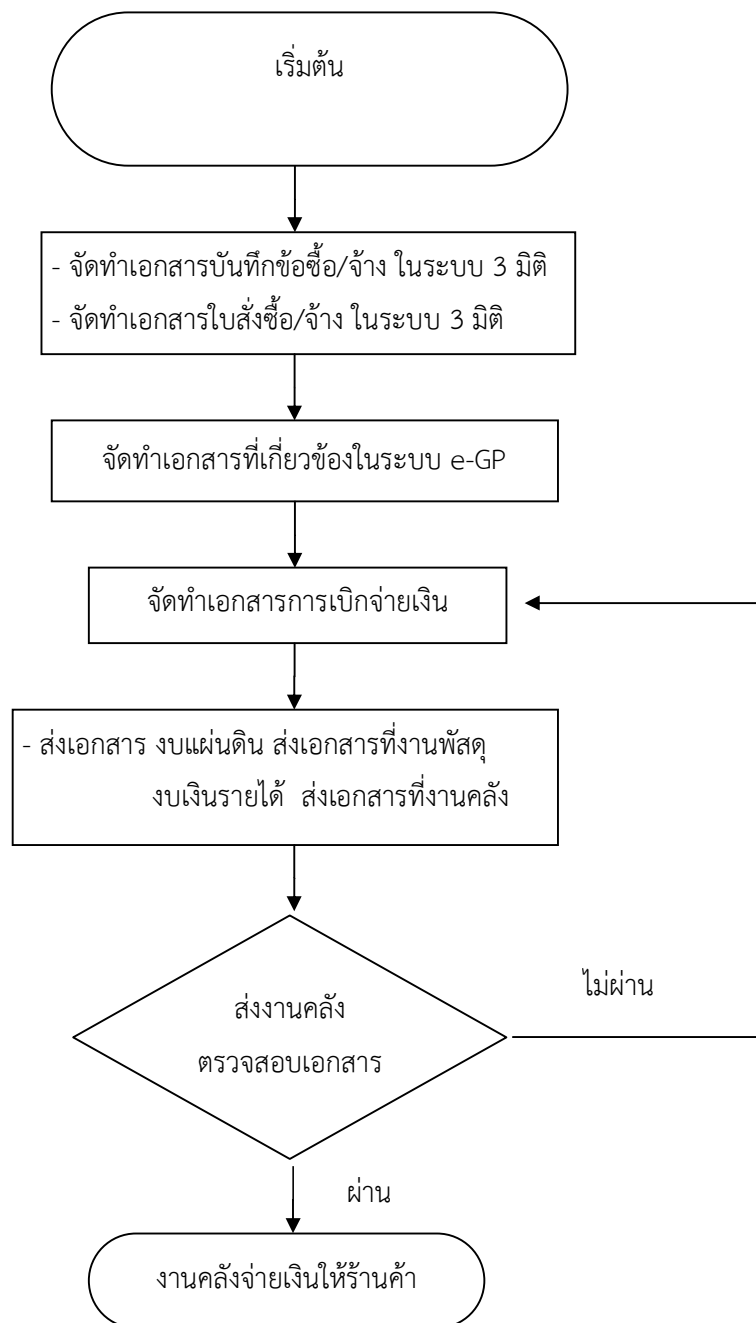 เริ่มต้น
- จัดทำเอกสารบันทึกข้อซื้อ/จ้าง ในระบบ 3 มิติ
- จัดทำเอกสารใบสั่งซื้อ/จ้าง ในระบบ 3 มิติ
จัดทำเอกสารที่เกี่ยวข้องในระบบ e-GP
จัดทำเอกสารการเบิกจ่ายเงิน
- ส่งเอกสาร งบแผ่นดิน ส่งเอกสารที่งานพัสดุ
งบเงินรายได้ ส่งเอกสารที่งานคลัง
ไม่ผ่าน
ส่งงานคลัง
ตรวจสอบเอกสาร
ผ่าน
งานคลังจ่ายเงินให้ร้านค้า